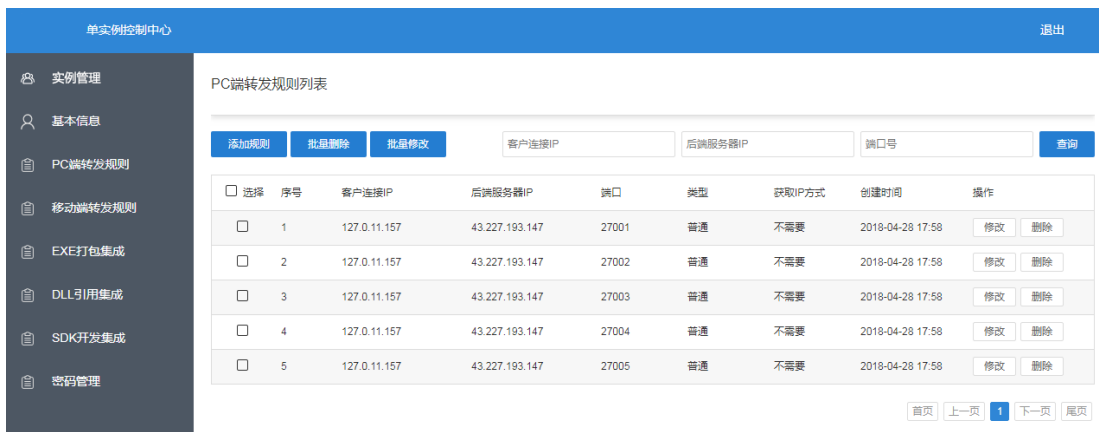 单实例控制中心 退出
实例管理
基本信息
PC端转发规则
移动端转发规则
EXE打包集成
DLL引用集成
SDK开发集成
密码管理
PC端转发规则列表
添加规则 批量删除 批量修改 客户连接IP 后端服务器IP 端口号 查询
选择 序号 客户连接IP 后端服务器IP 端口 类型 获取IP方式 创建时间 操作
1 127.0.11.157 43.227.193.147 27001 普通 不需要 2018-04-28 17:58 修改 删除
2 127.0.11.157 43.227.193.147 27002 普通 不需要 2018-04-28 17:58 修改 删除
3 127.0.11.157 43.227.193.147 27003 普通 不需要 2018-04-28 17:58 修改 删除
4 127.0.11.157 43.227.193.147 27004 普通 不需要 2018-04-28 17:58 修改 删除
5 127.0.11.157 43.227.193.147 27005 普通 不需要 2018-04-28 17:58 修改 删除
首页 上一页 1 下一页 尾页